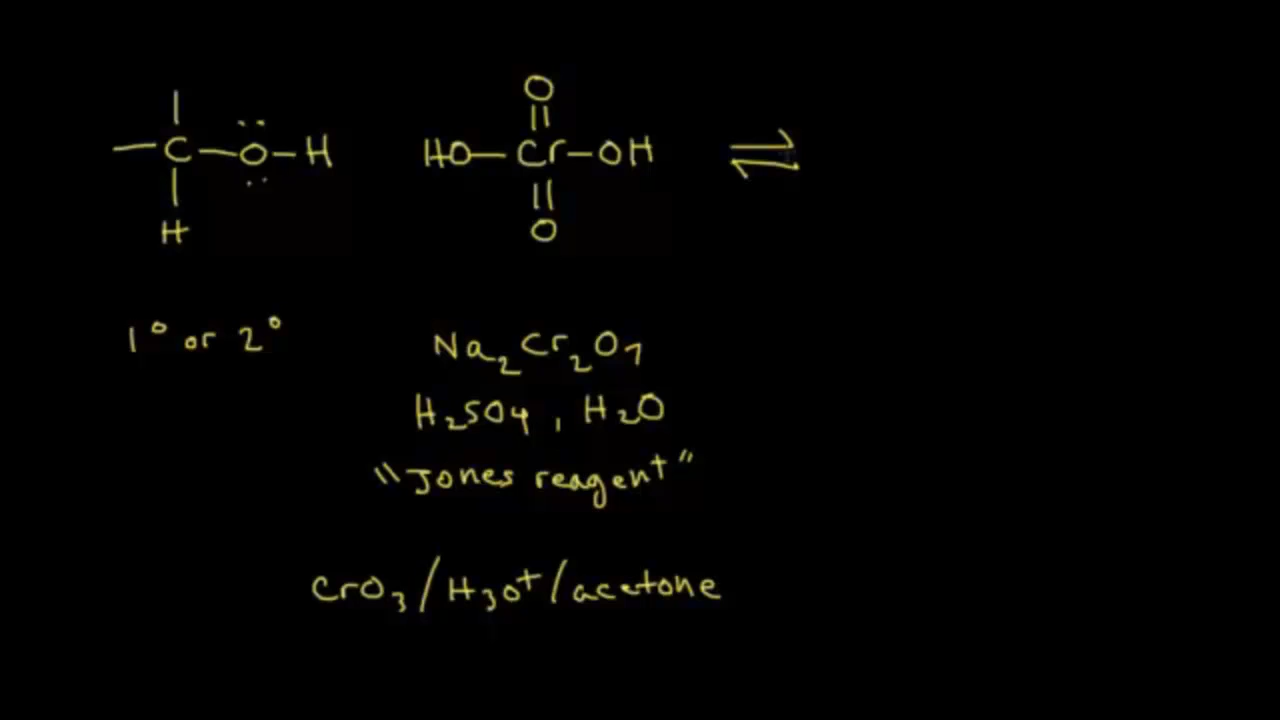 O
C O H HO Cr OH ⇌
H O
1° or 2°
Na₂Cr₂O₇
H₂SO₄, H₂O
"Jones reagent"
CrO₃/H₃O⁺/acetone